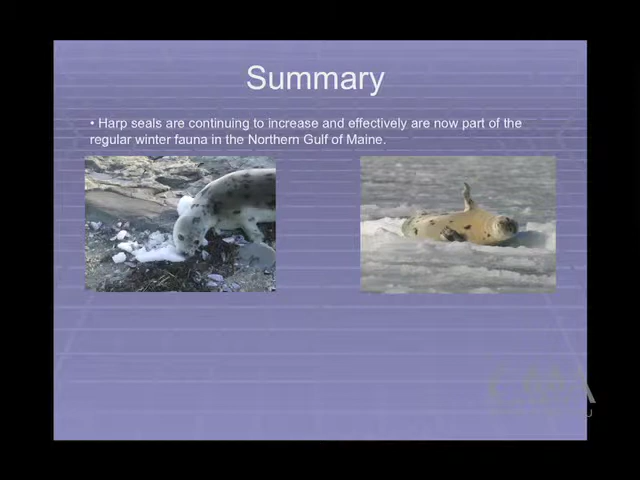 Summary
• Harp seals are continuing to increase and effectively are now part of the
regular winter fauna in the Northern Gulf of Maine.